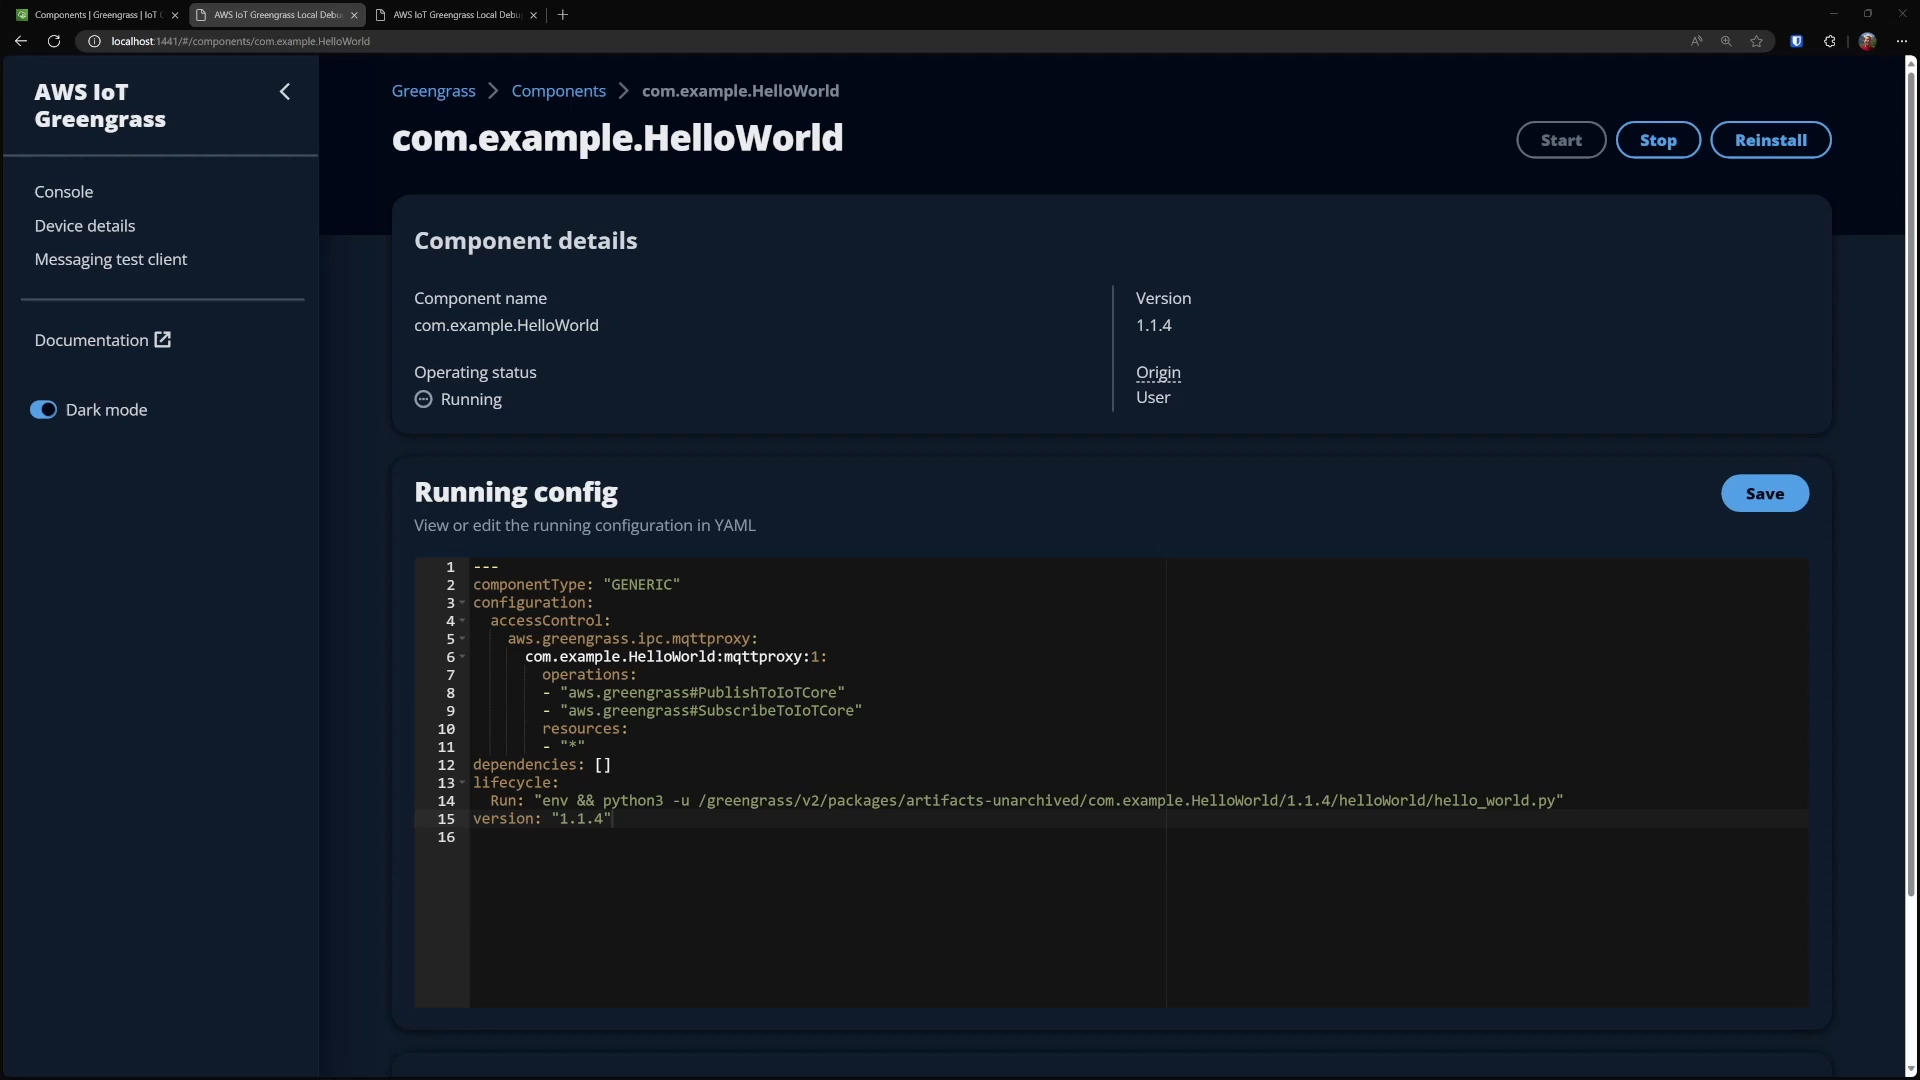 Components | Greengrass | IoT
AWS IoT Greengrass Local Debu
AWS IoT Greengrass Local Debu
localhost:1441/#/components/com.example.HelloWorld
AWS IoT
Greengrass
Console
Device details
Messaging test client
Documentation
Dark mode
Greengrass > Components > com.example.HelloWorld
com.example.HelloWorld
Start
Stop
Reinstall
Component details
Component name
com.example.HelloWorld
Version
1.1.4
Operating status
Running
Origin
User
Running config
Save
View or edit the running configuration in YAML
1 ---
2 componentType: "GENERIC"
3 configuration:
4 accessControl:
5 aws.greengrass.ipc.mqttproxy:
6 com.example.HelloWorld:mqttproxy:1:
7 operations:
8 - "aws.greengrass#PublishToIoTCore"
9 - "aws.greengrass#SubscribeToIoTCore"
10 resources:
11 - "*"
12 dependencies: []
13 lifecycle:
14 Run: "env && python3 -u /greengrass/v2/packages/artifacts-unarchived/com.example.HelloWorld/1.1.4/helloWorld/hello_world.py"
15 version: "1.1.4"
16